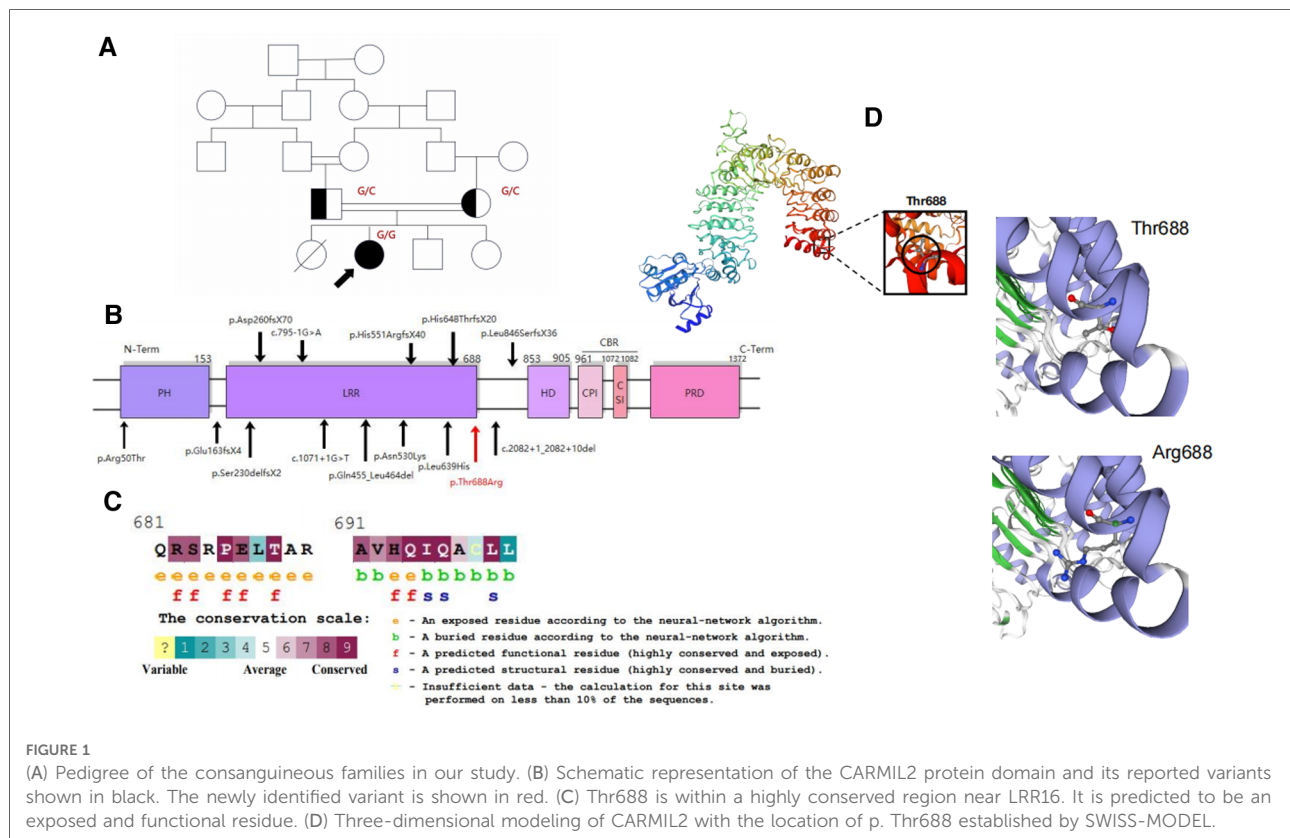 A
G/C
G/C
G/G
D
Thr688
Thr688
Arg688
B
p.Asp260fsX70
c.795-1G>A
p.His551ArgfsX40
p.His648ThrfsX20
p.Leu846SerfsX36
N-Term
153
688
853
905
961
CBR
1072
1082
C-Term
1372
PH
LRR
HD
CPI
C
SI
PRD
p.Arg50Thr
p.Glu163fsX4
p.Ser230delfsX2
c.1071+1G>T
p.Gln455_Leu464del
p.Asn530Lys
p.Leu639His
p.Thr688Arg
c.2082+1_2082+10del
C
681
691
QRSRPELTAR
AVHQIQACLL
eeeeeeeeee
bbeebbbbbb
ff ff f
ffss s
The conservation scale:
? 1 2 3 4 5 6 7 8 9
Variable Average Conserved
e - An exposed residue according to the neural-network algorithm.
b - A buried residue according to the neural-network algorithm.
f - A predicted functional residue (highly conserved and exposed).
s - A predicted structural residue (highly conserved and buried).
- Insufficient data - the calculation for this site was
performed on less than 10% of the sequences.
FIGURE 1
(A) Pedigree of the consanguineous families in our study. (B) Schematic representation of the CARMIL2 protein domain and its reported variants
shown in black. The newly identified variant is shown in red. (C) Thr688 is within a highly conserved region near LRR16. It is predicted to be an
exposed and functional residue. (D) Three-dimensional modeling of CARMIL2 with the location of p. Thr688 established by SWISS-MODEL.